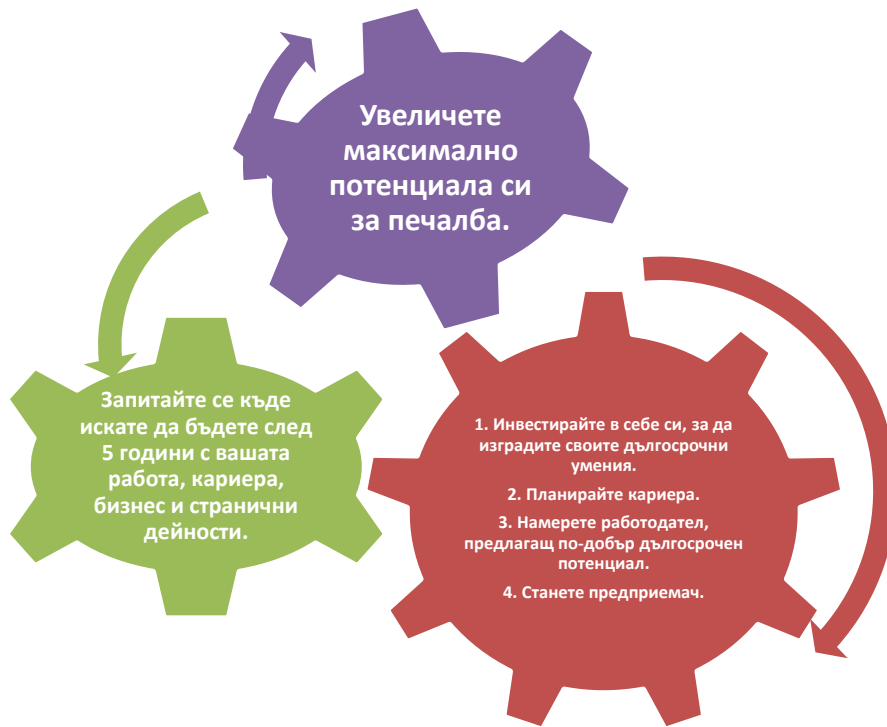 Увеличете
максимално
потенциала си
за печалба.
Запитайте се къде
искате да бъдете след
5 години с вашата
работа, кариера,
бизнес и странични
дейности.
1. Инвестирайте в себе си, за да
изградите своите дългосрочни
умения.
2. Планирайте кариера.
3. Намерете работодател,
предлагащ по-добър дългосрочен
потенциал.
4. Станете предприемач.